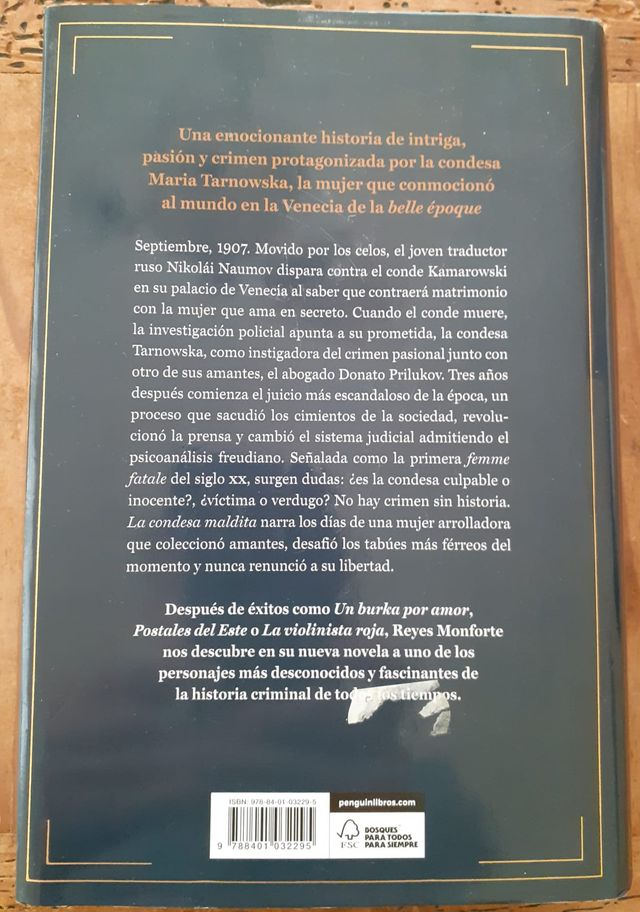 Una emocionante historia de intriga,
pasión y crimen protagonizada por la condesa
Maria Tarnowska, la mujer que conmocionó
al mundo en la Venecia de la belle époque
Septiembre, 1907. Movido por los celos, el joven traductor
ruso Nikolái Naumov dispara contra el conde Kamarowski
en su palacio de Venecia al saber que contraerá matrimonio
con la mujer que ama en secreto. Cuando el conde muere,
la investigación policial apunta a su prometida, la condesa
Tarnowska, como instigadora del crimen pasional junto con
otro de sus amantes, el abogado Donato Prilukov. Tres años
después comienza el juicio más escandaloso de la época, un
proceso que sacudió los cimientos de la sociedad, revolu-
cionó la prensa y cambió el sistema judicial admitiendo el
psicoanálisis freudiano. Señalada como la primera femme
fatale del siglo XX, surgen dudas: ¿es la condesa culpable o
inocente?, ¿víctima o verdugo? No hay crimen sin historia.
La condesa maldita narra los días de una mujer arrolladora
que coleccionó amantes, desafió los tabúes más férreos del
momento y nunca renunció a su libertad.
Después de éxitos como Un burka por amor,
Postales del Este o La violinista roja, Reyes Monforte
nos descubre en su nueva novela a uno de los
personajes más desconocidos y fascinantes de
la historia criminal de todos los tiempos.
ISBN: 978-84-01-03229-5
9 788401 032295
penguinlibros.com
FSC
BOSQUES
PARA TODOS
PARA SIEMPRE